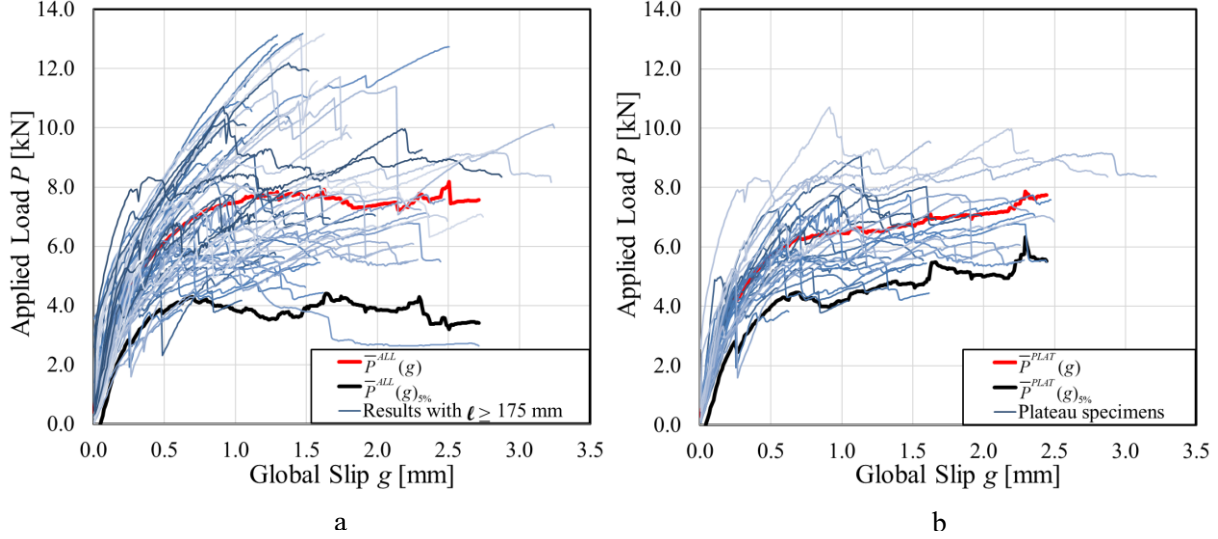 14.0
12.0
10.0
8.0
6.0
4.0
2.0
0.0
Applied Load P [kN]
P̅^ALL(g)
P̅^ALL(g)5%
Results with ℓ ≥ 175 mm
0.0 0.5 1.0 1.5 2.0 2.5 3.0 3.5
Global Slip g [mm]
a
14.0
12.0
10.0
8.0
6.0
4.0
2.0
0.0
Applied Load P [kN]
P̅^PLAT(g)
P̅^PLAT(g)5%
Plateau specimens
0.0 0.5 1.0 1.5 2.0 2.5 3.0 3.5
Global Slip g [mm]
b